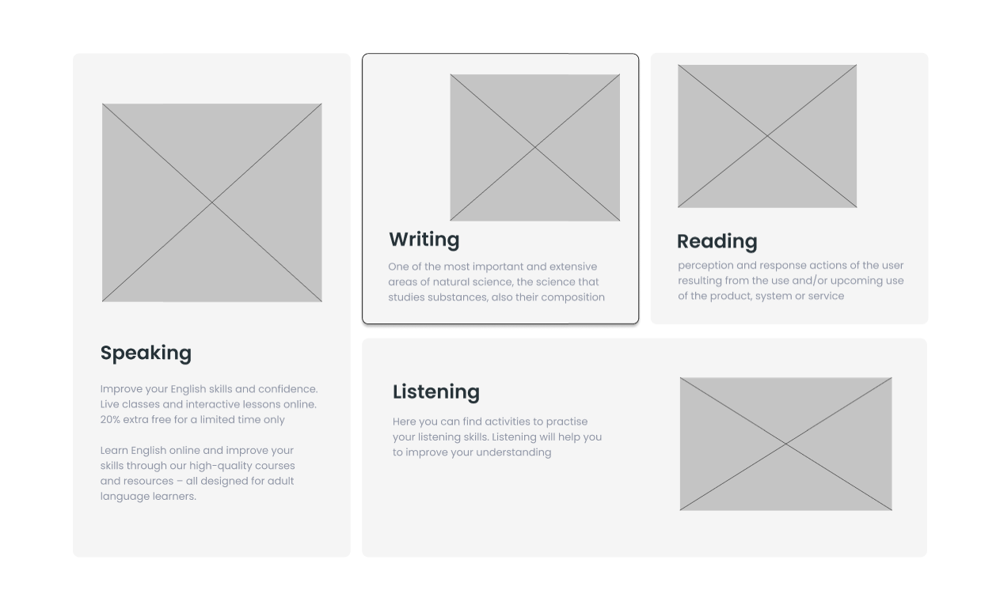 Speaking
Improve your English skills and confidence.
Live classes and interactive lessons online.
20% extra free for a limited time only
Learn English online and improve your
skills through our high-quality courses
and resources – all designed for adult
language learners.
Writing
One of the most important and extensive
areas of natural science, the science that
studies substances, also their composition
Reading
perception and response actions of the user
resulting from the use and/or upcoming use
of the product, system or service
Listening
Here you can find activities to practise
your listening skills. Listening will help you
to improve your understanding